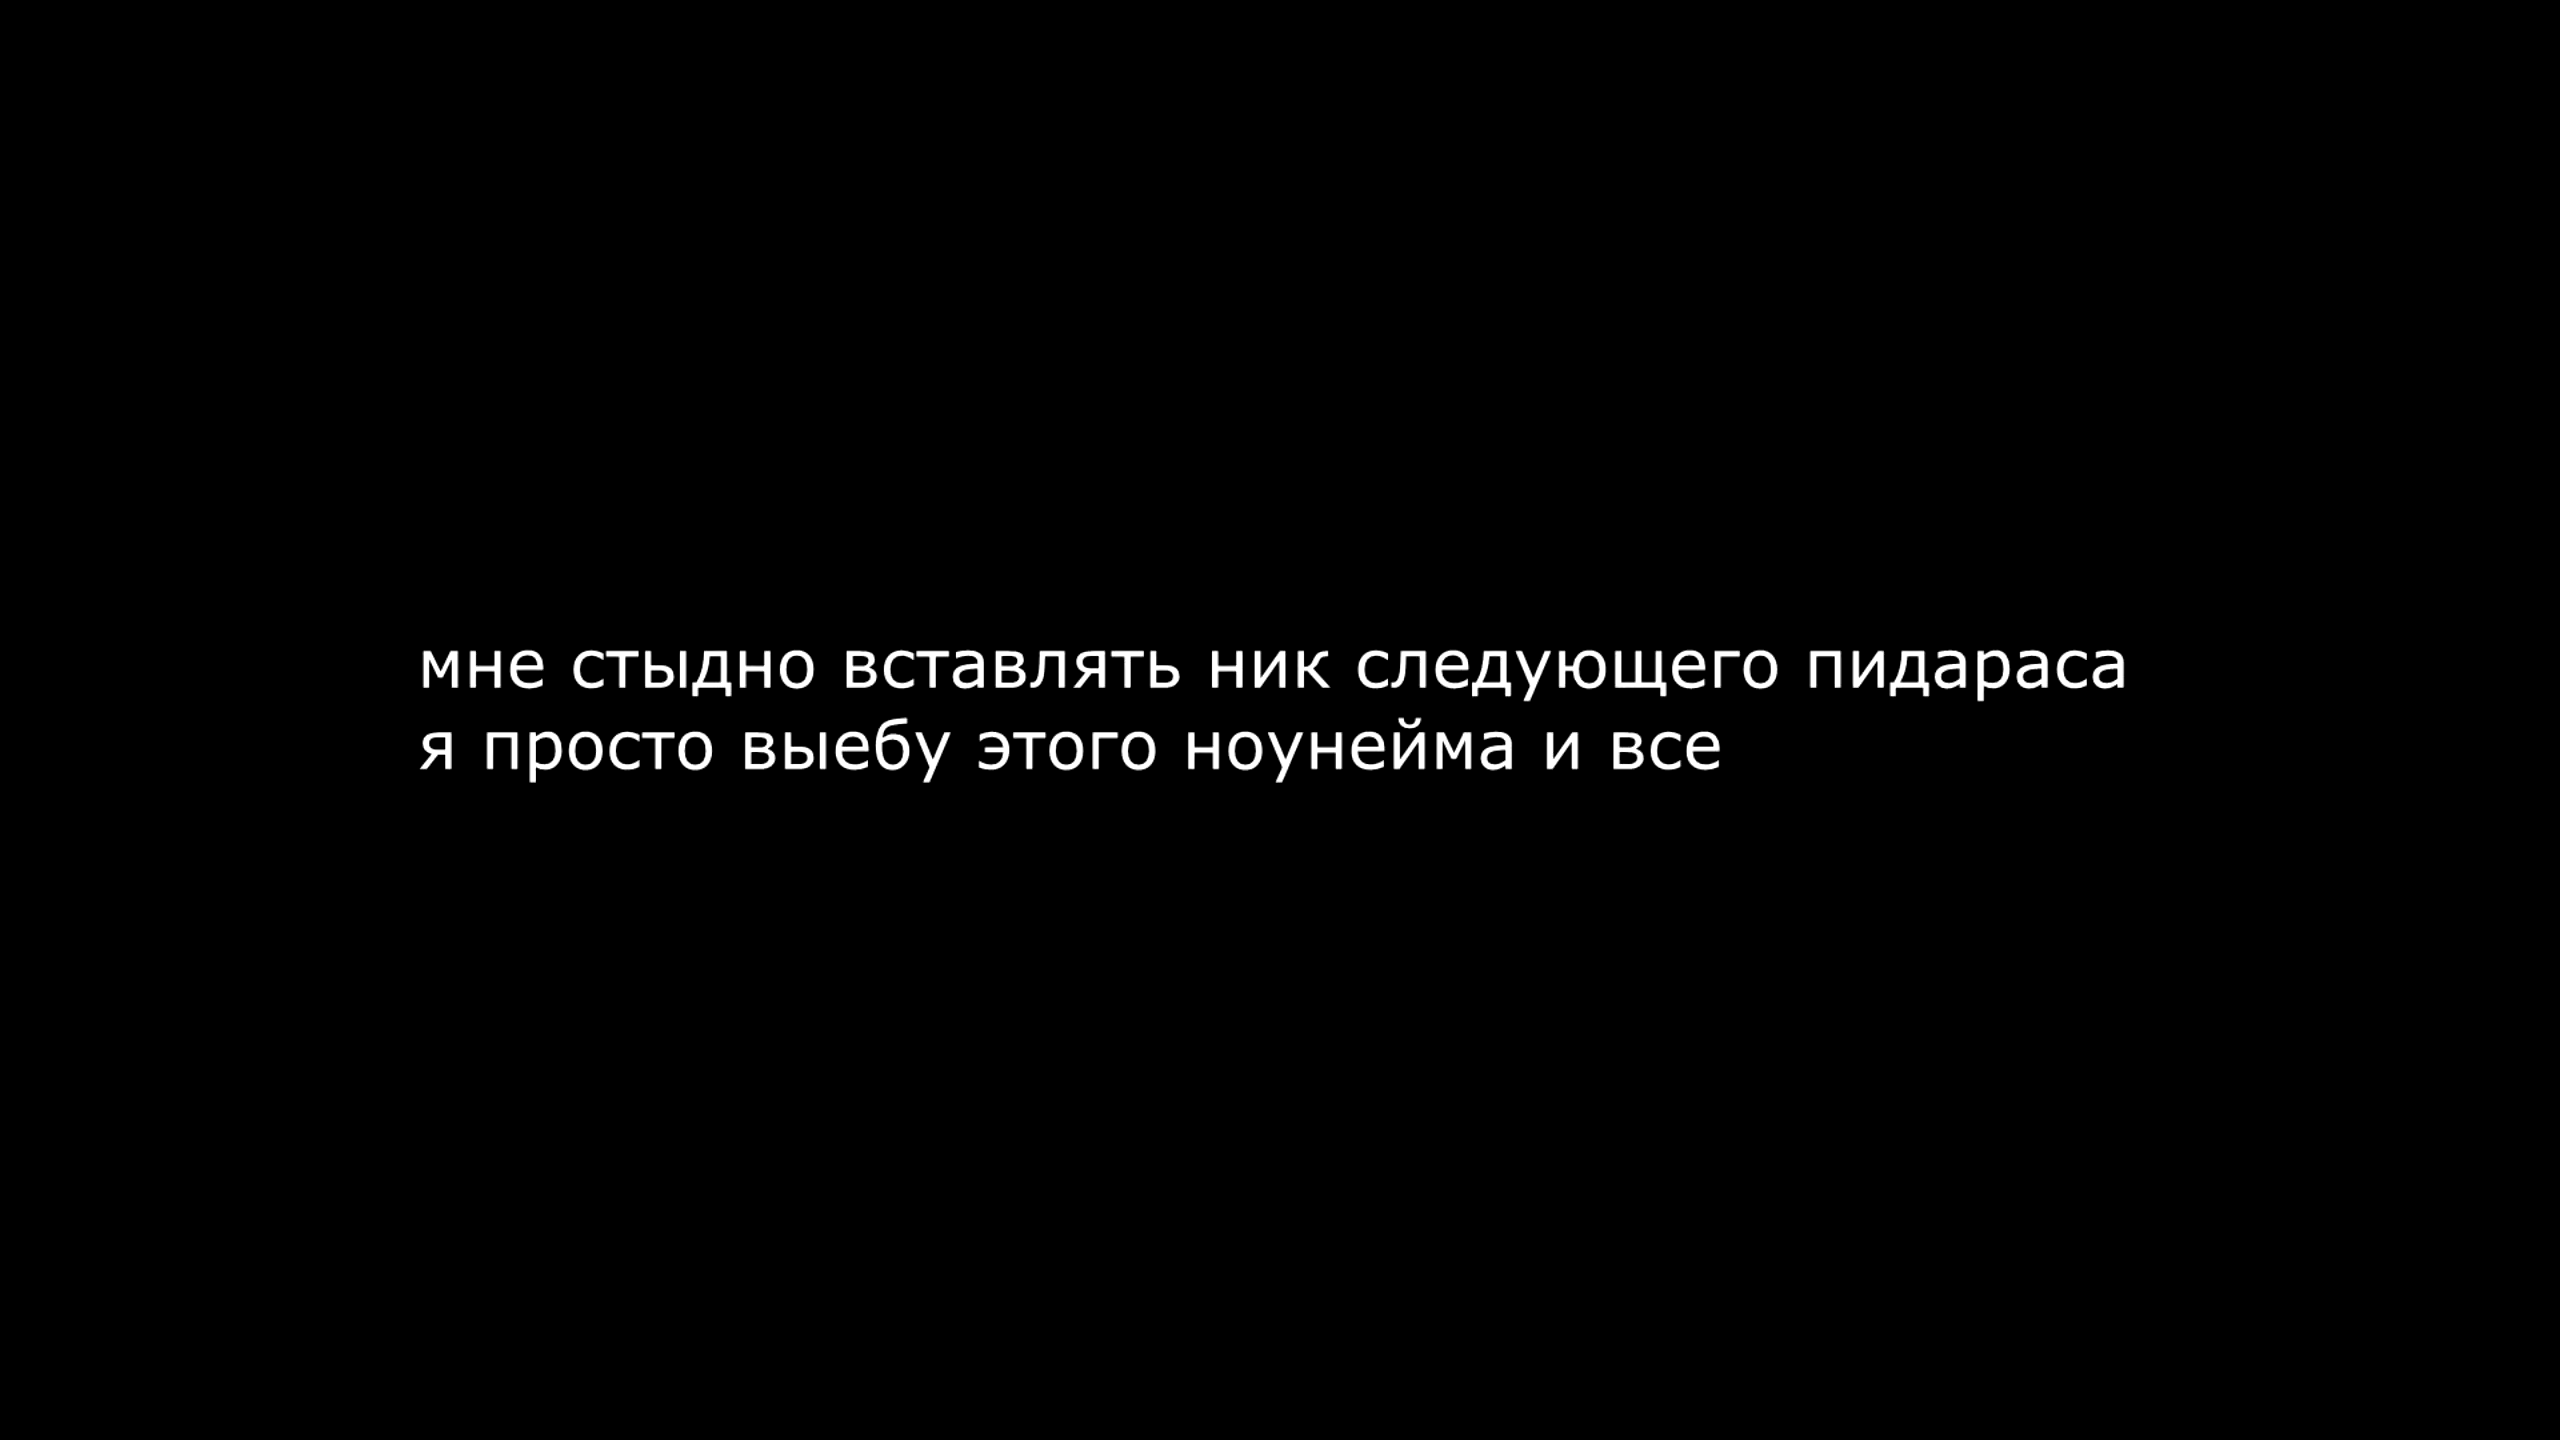 мне стыдно вставлять ник следующего пидараса
я просто выебу этого ноунейма и все